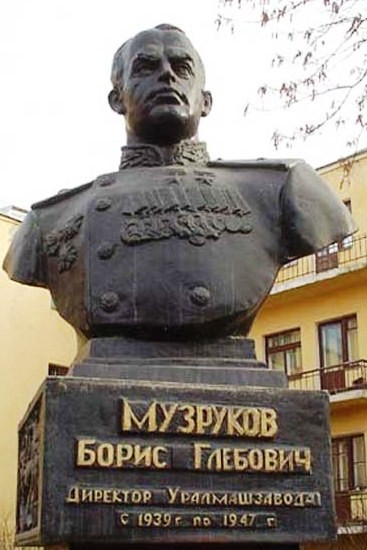 МУЗРУКОВ
БОРИС ГЛЕБОВИЧ
ДИРЕКТОР УРАЛМАШЗАВОДА
С 1939 г. ПО 1947 г.